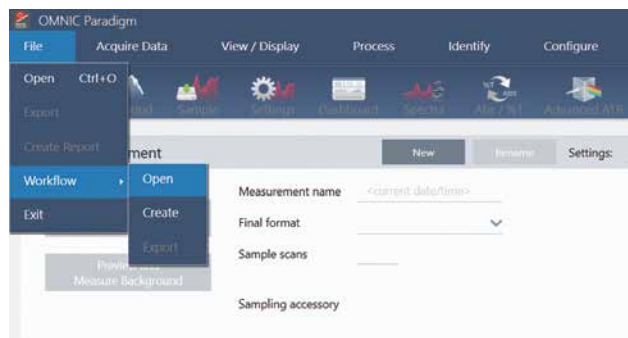 OMNIC Paradigm
File Acquire Data View / Display Process Identify Configure
Open Ctrl+O
Sample Settings Dashboard Spectra Abs / %T Advanced ATR
Export
Create Report
ment New Rename Settings:
Workflow Open
Measurement name <current date/time>
Exit Create
Final format
Export
Sample scans
Preview and
Measure Background
Sampling accessory